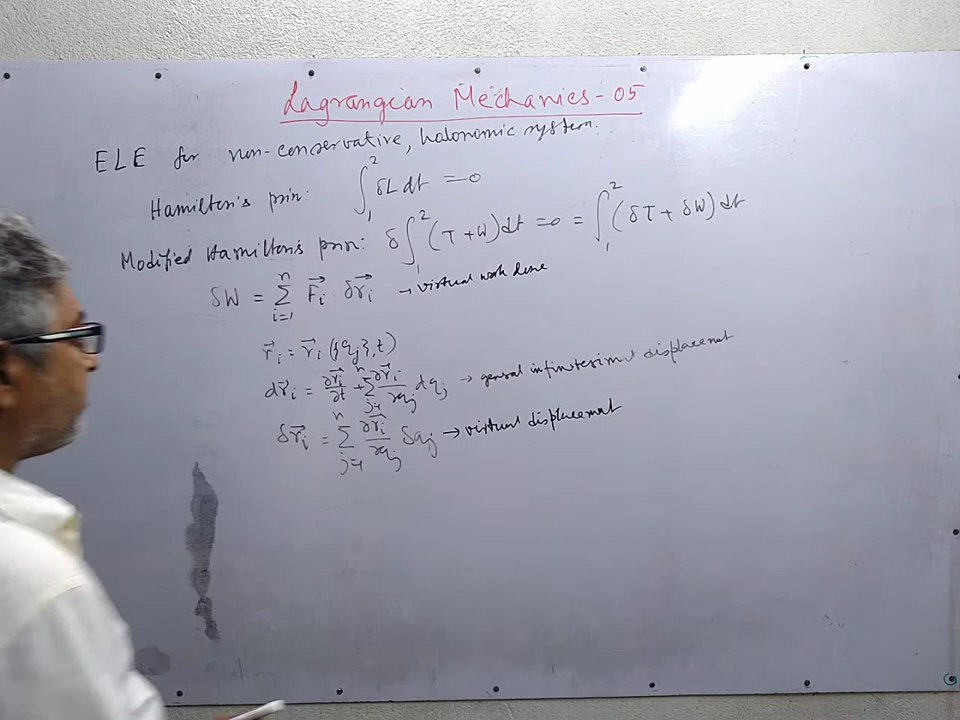 Lagrangian Mechanics - 05
ELE for non-conservative, holonomic system.
Hamilton's prin: ∫₁² δL dt = 0
Modified Hamilton's prin: δ∫₁² (T + W) dt = 0 = ∫₁² (δT + δW) dt
δW = Σᵢ₌₁ⁿ F⃗ᵢ · δr⃗ᵢ → virtual work done
r⃗ᵢ = r⃗ᵢ ({qⱼ}, t)
dr⃗ᵢ = ∂r⃗ᵢ/∂t + Σⱼ₌₁ⁿ ∂r⃗ᵢ/∂qⱼ dqⱼ → general infinitesimal displacement
δr⃗ᵢ = Σⱼ₌₁ⁿ ∂r⃗ᵢ/∂qⱼ δqⱼ → virtual displacement